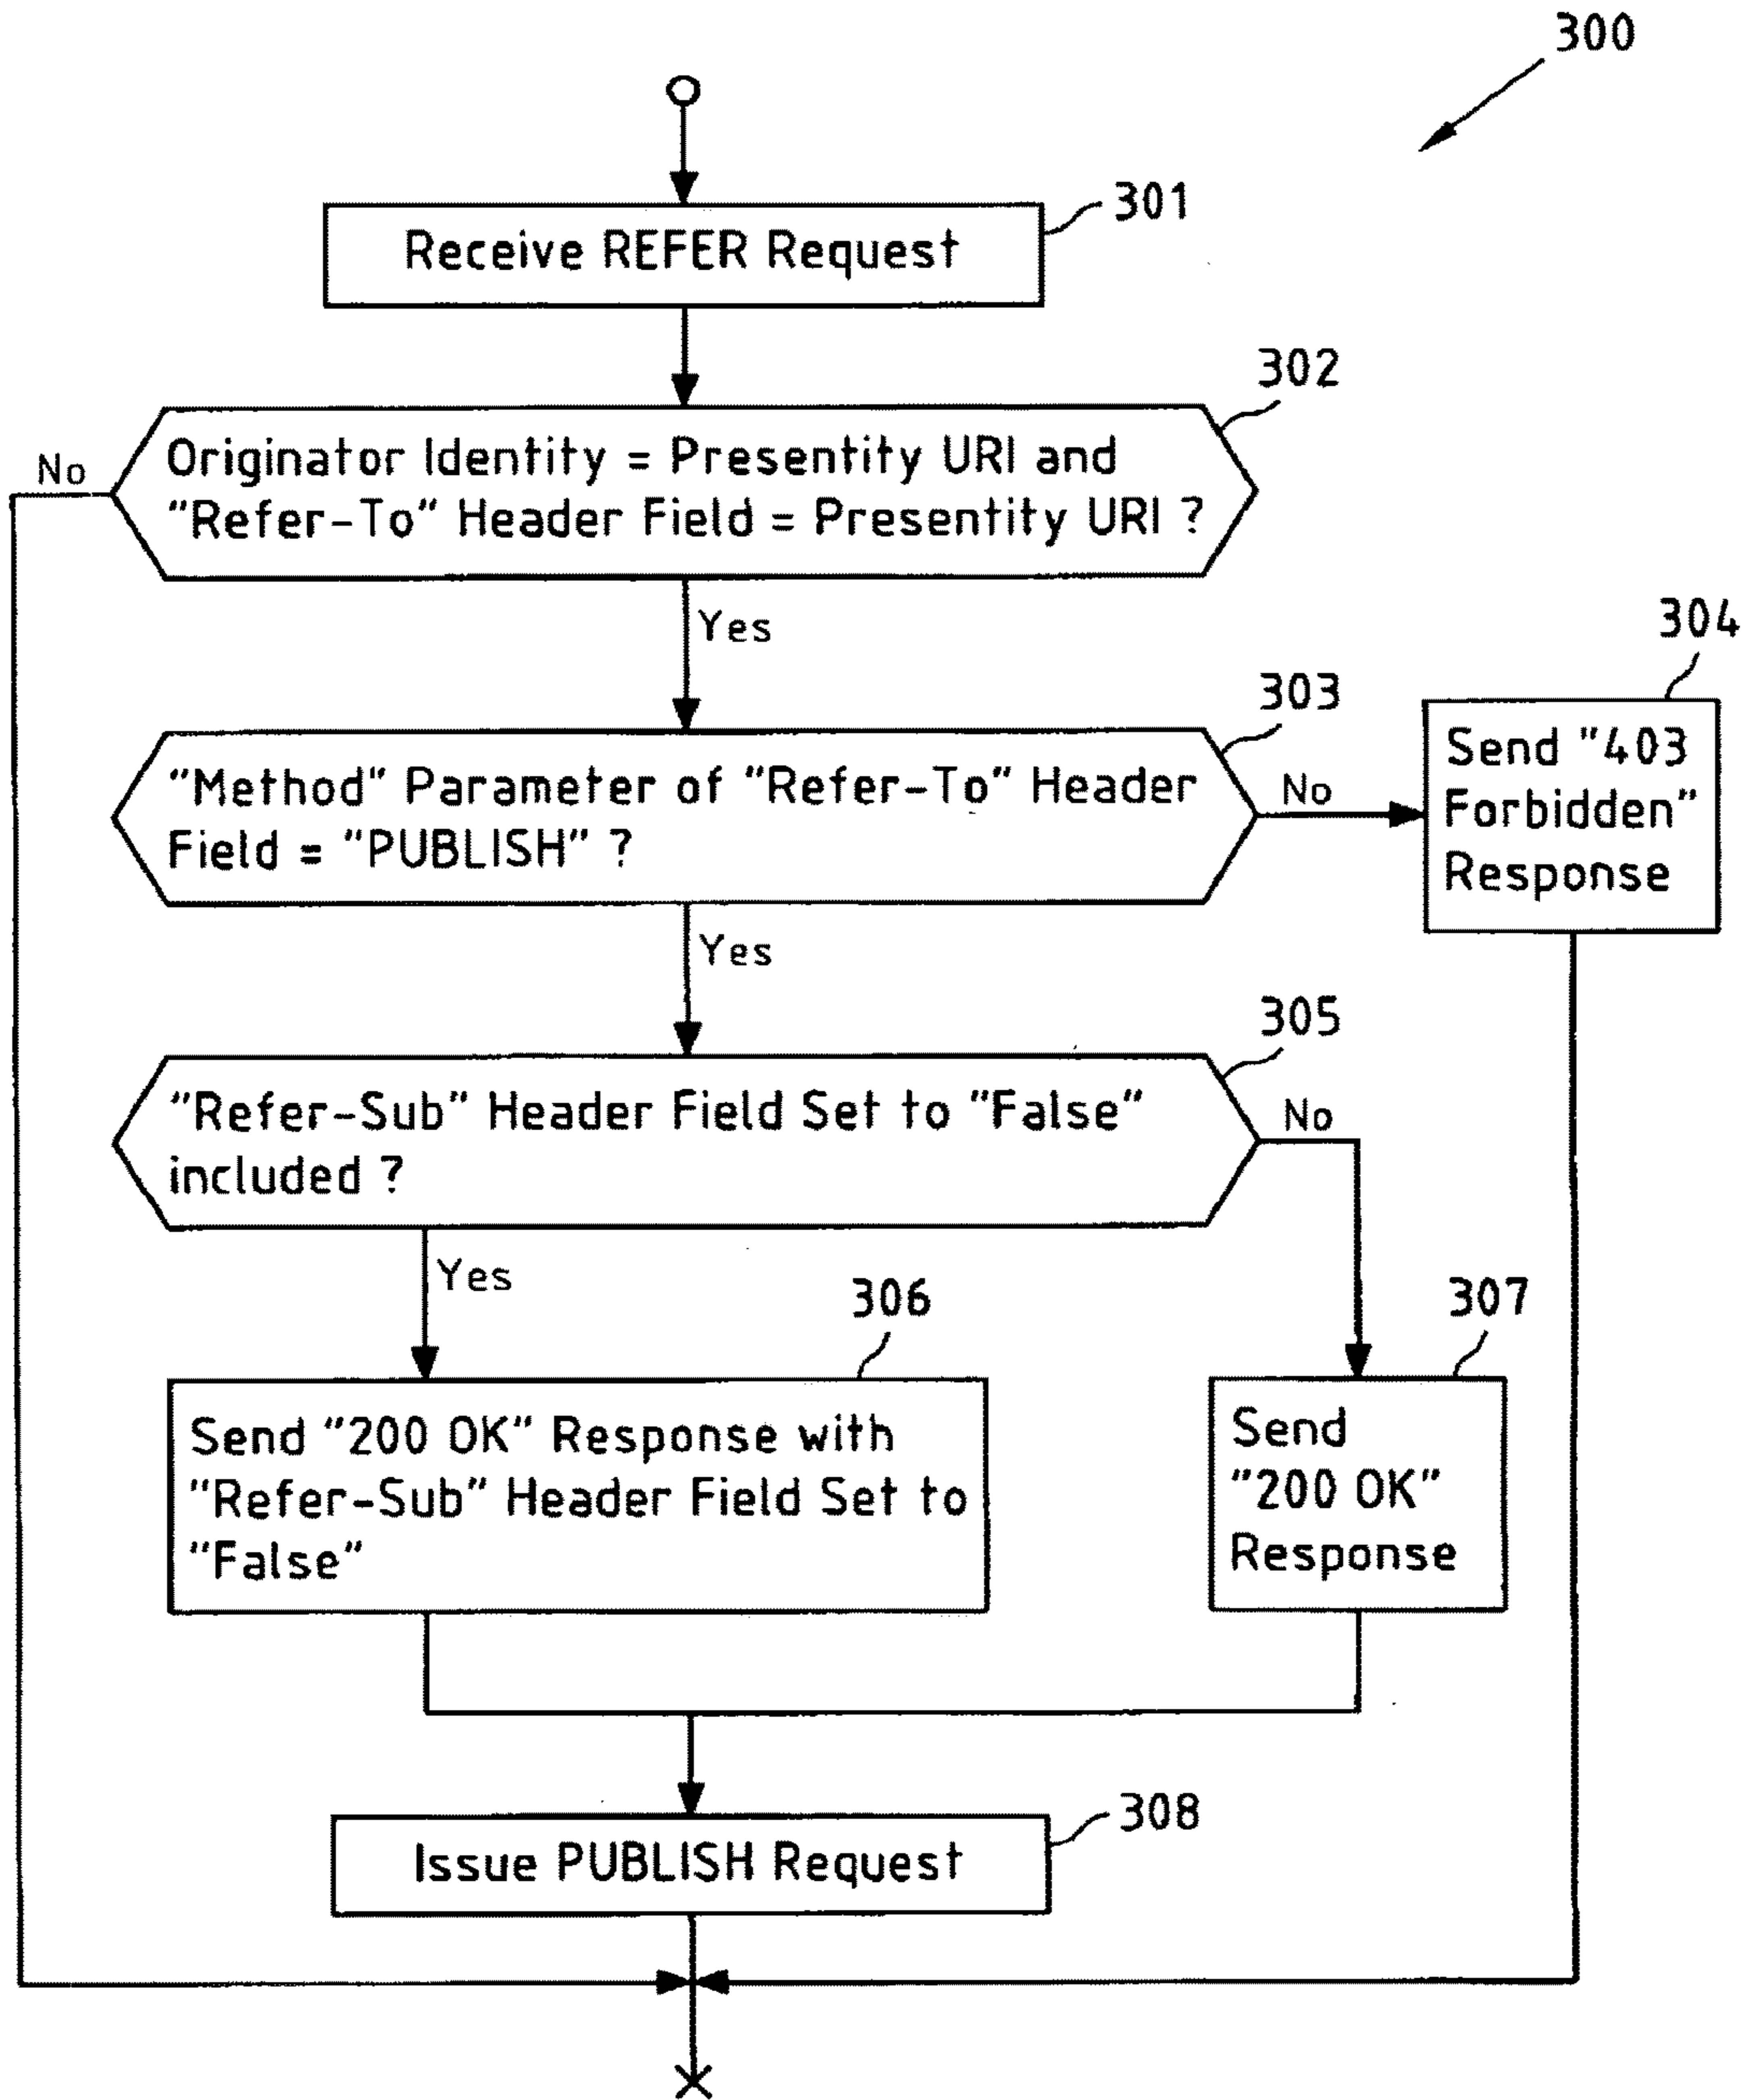 300
301
Receive REFER Request
302
No
Originator Identity = Presentity URI and
"Refer-To" Header Field = Presentity URI ?
Yes
304
303
Send "403
Forbidden"
Response
"Method" Parameter of "Refer-To" Header
Field = "PUBLISH" ?
No
Yes
305
"Refer-Sub" Header Field Set to "False"
included ?
No
Yes
306
307
Send "200 OK" Response with
"Refer-Sub" Header Field Set to
"False"
Send
"200 OK"
Response
308
Issue PUBLISH Request